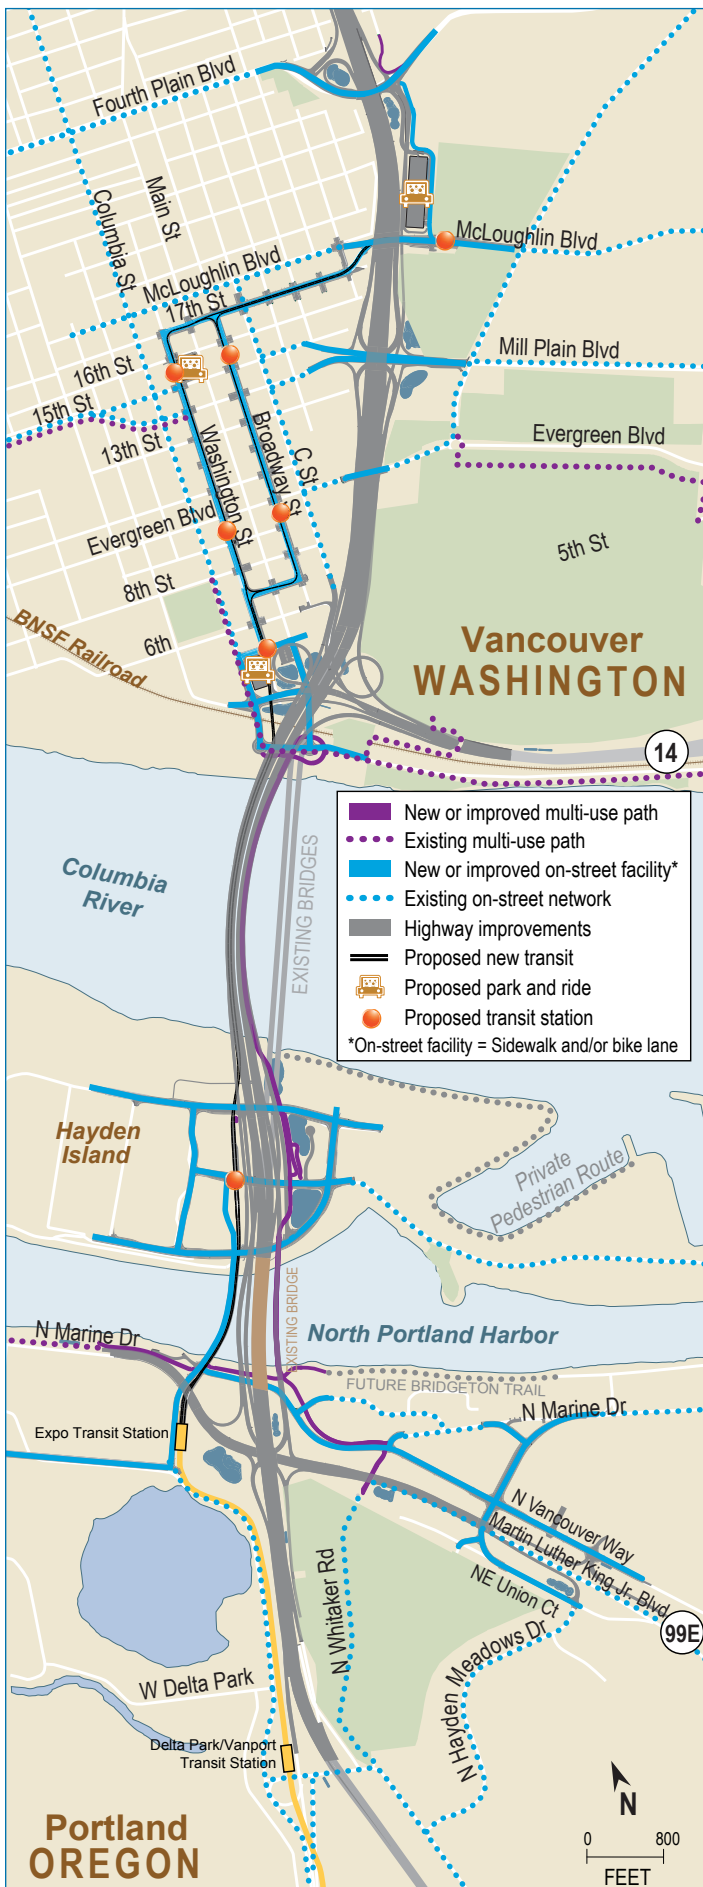 Fourth Plain Blvd
Main St
Columbia St
McLoughlin Blvd
McLoughlin Blvd
17th St
16th St
15th St
13th St
Mill Plain Blvd
Evergreen Blvd
Washington St
Broadway St
C St
Evergreen Blvd
8th St
6th
5th St
BNSF Railroad
Vancouver
WASHINGTON
14
New or improved multi-use path
Existing multi-use path
New or improved on-street facility*
Existing on-street network
Highway improvements
Proposed new transit
Proposed park and ride
Proposed transit station
*On-street facility = Sidewalk and/or bike lane
Columbia
River
EXISTING BRIDGES
Hayden
Island
Private
Pedestrian Route
EXISTING BRIDGE
North Portland Harbor
N Marine Dr
FUTURE BRIDGETON TRAIL
N Marine Dr
Expo Transit Station
N Vancouver Way
Martin Luther King Jr. Blvd
NE Union Ct
99E
N Whitaker Rd
N Hayden Meadows Dr
W Delta Park
Delta Park/Vanport
Transit Station
N
0 800
FEET
Portland
OREGON